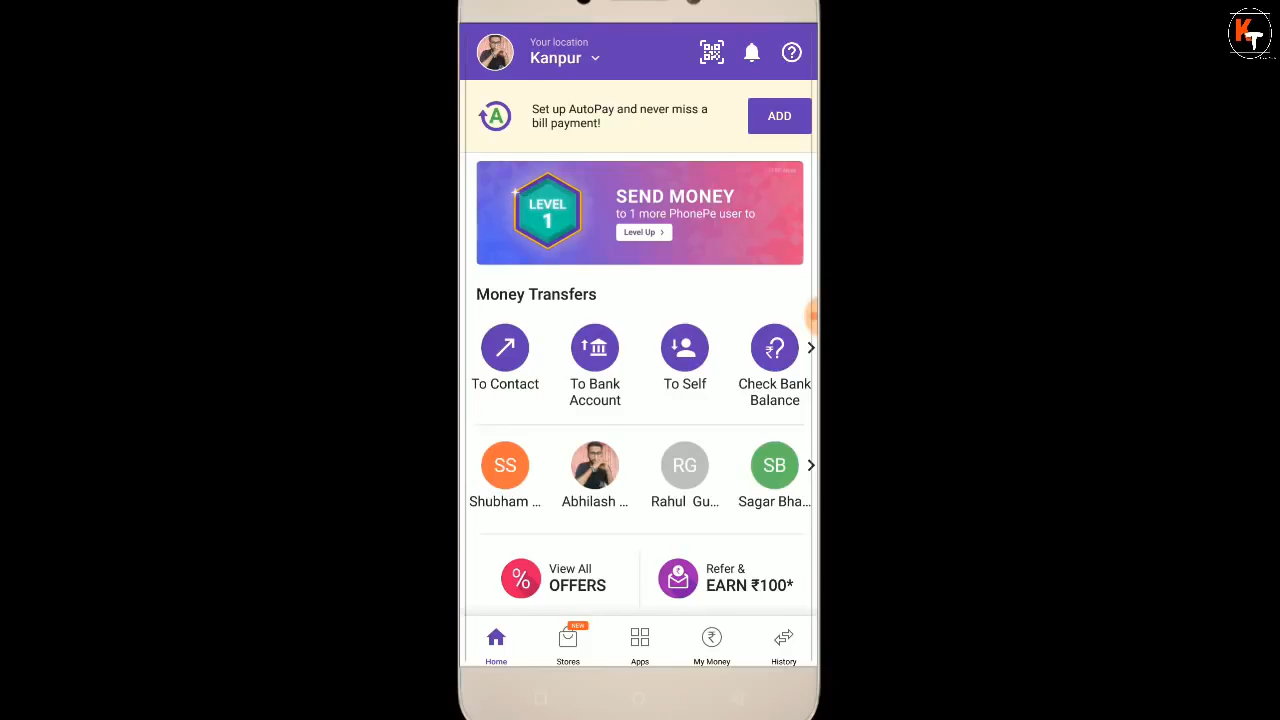 KT
Your location
Kanpur
A
Set up AutoPay and never miss a
bill payment!
ADD
LEVEL
1
SEND MONEY
to 1 more PhonePe user to
Level Up
Money Transfers
To Contact
To Bank
Account
To Self
Check Bank
Balance
SS
RG
SB
Shubham ...
Abhilash ...
Rahul Gu...
Sagar Bha...
%
View All
OFFERS
Refer &
EARN ₹100*
NEW
Home
Stores
Apps
My Money
History